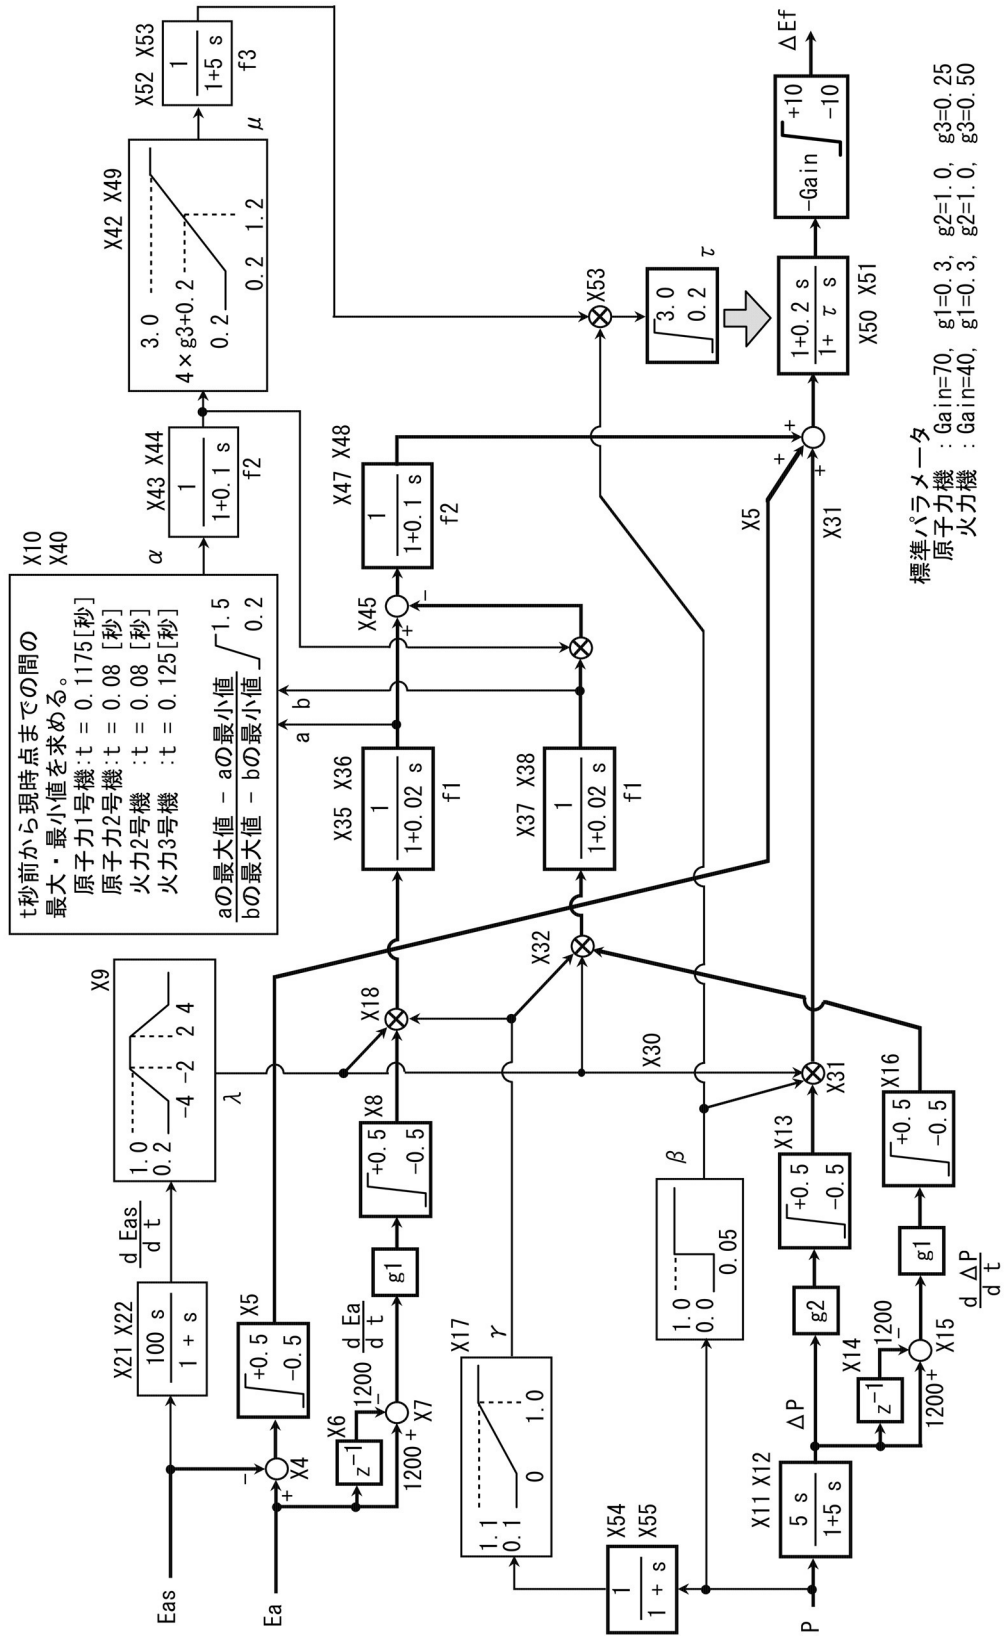 Eas
Ea
P
X21 X22
100 s
1 + s
d Eas
d t
X9
1.0
0.2
-4 -2
2 4
λ
X10
X40
t秒前から現時点までの間の
最大・最小値を求める。
原子力1号機:t = 0.1175[秒]
原子力2号機:t = 0.08 [秒]
火力2号機 :t = 0.08 [秒]
火力3号機 :t = 0.125[秒]
aの最大値 - aの最小値
bの最大値 - bの最小値
1.5
0.2
a
b
α
X43 X44
1
1+0.1 s
f2
X42 X49
3.0
4×g3+0.2
0.2
0.2 1.2
μ
X52 X53
1
1+5 s
f3
X4
+
-
X5
+0.5
-0.5
X6
z-1
1200
-
1200+
X7
d Ea
d t
g1
X8
+0.5
-0.5
X18
X35 X36
1
1+0.02 s
f1
X45
+
-
X47 X48
1
1+0.1 s
f2
X17
1.1
0.1
0
1.0
γ
X32
X37 X38
1
1+0.02 s
f1
X54
X55
1
1 + s
1.0
0.0
0.05
β
X30
X53
3.0
0.2
τ
X11 X12
5 s
1+5 s
ΔP
g2
X13
+0.5
-0.5
X31
X5
X31
+
+
+
1+0.2 s
1+ τ s
X50 X51
-Gain
+10
-10
ΔEf
X14
z-1
1200
-
1200+
X15
d ΔP
d t
g1
X16
+0.5
-0.5
標準パラメータ
原子力機 : Gain=70, g1=0.3, g2=1.0, g3=0.25
火力機 : Gain=40, g1=0.3, g2=1.0, g3=0.50